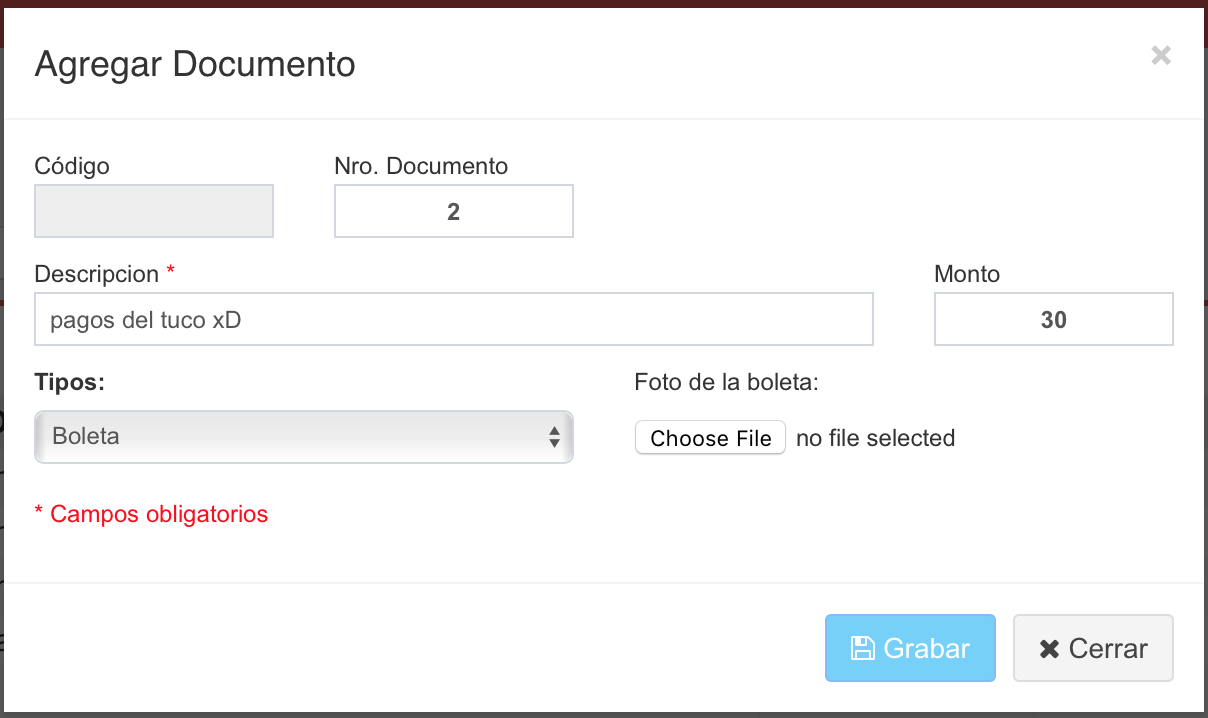 Agregar Documento
Código Nro. Documento
2
Descripcion * Monto
pagos del tuco xD 30
Tipos: Foto de la boleta:
Boleta Choose File no file selected
* Campos obligatorios
Grabar Cerrar